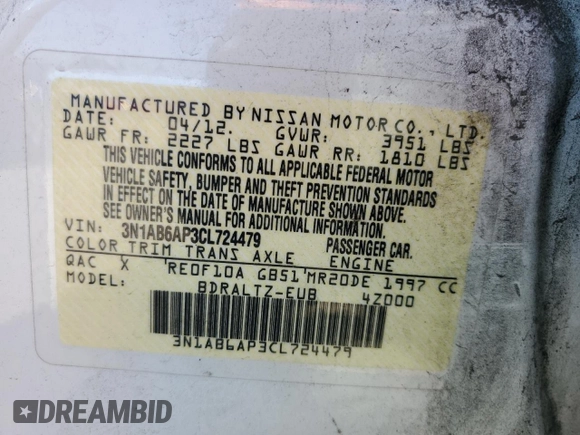 MANUFACTURED BY NISSAN MOTOR CO., LTD.
DATE: 04/12. GVWR: 3951 LBS
GAWR FR: 2227 LBS GAWR RR: 1810 LBS
THIS VEHICLE CONFORMS TO ALL APPLICABLE FEDERAL MOTOR
VEHICLE SAFETY, BUMPER AND THEFT PREVENTION STANDARDS
IN EFFECT ON THE DATE OF MANUFACTURE SHOWN ABOVE.
SEE OWNER'S MANUAL FOR ADDITIONAL INFORMATION.
VIN: 3N1AB6AP3CL724479 PASSENGER CAR.
COLOR TRIM TRANS AXLE ENGINE
QAC X 'RE0F10A GB51'MR20DE 1997 CC
MODEL: BDRALTZ-EUB 4Z000
3N1AB6AP3CL724479
DREAMBID